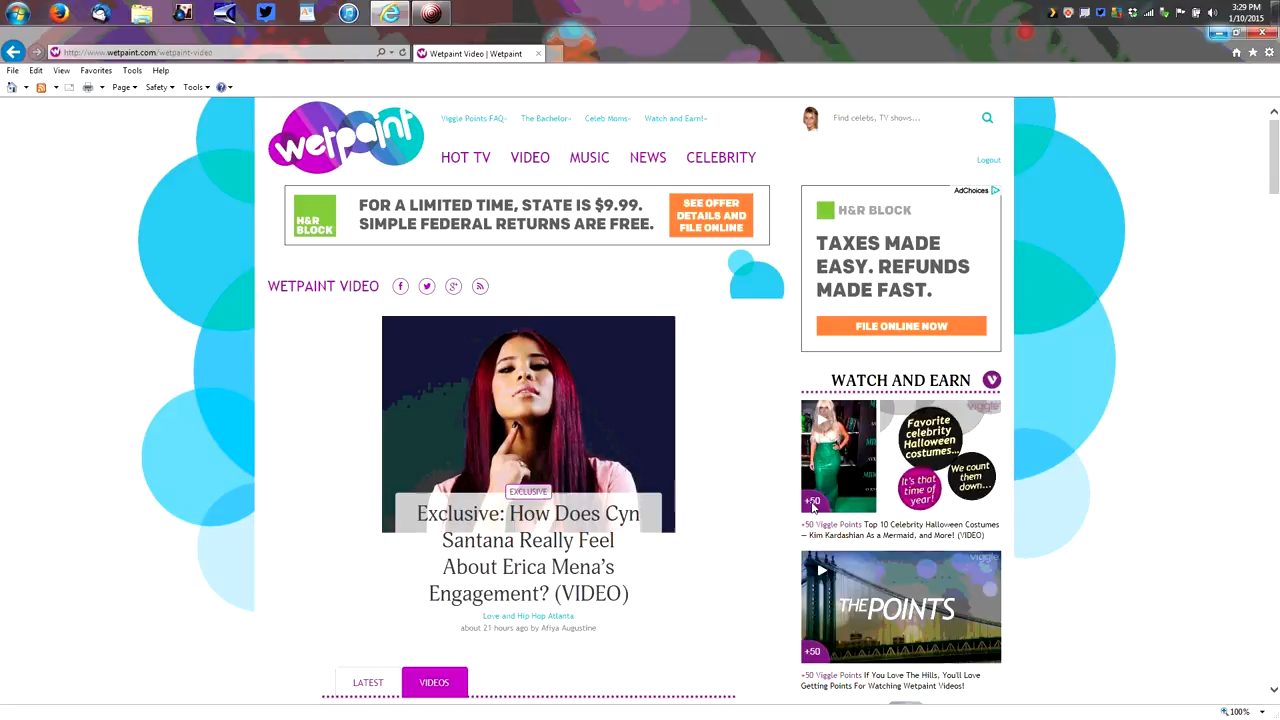 3:29 PM
1/10/2015
http://www.wetpaint.com/wetpaint-video
Wetpaint Video | Wetpaint
File Edit View Favorites Tools Help
Page Safety Tools
wetpaint
Viggle Points FAQ The Bachelor Celeb Moms Watch and Earn!
Find celebs, TV shows...
HOT TV VIDEO MUSIC NEWS CELEBRITY
Logout
H&R BLOCK
FOR A LIMITED TIME, STATE IS $9.99.
SIMPLE FEDERAL RETURNS ARE FREE.
SEE OFFER
DETAILS AND
FILE ONLINE
AdChoices
H&R BLOCK
TAXES MADE
EASY. REFUNDS
MADE FAST.
FILE ONLINE NOW
WETPAINT VIDEO
EXCLUSIVE
Exclusive: How Does Cyn
Santana Really Feel
About Erica Mena's
Engagement? (VIDEO)
Love and Hip Hop Atlanta
about 21 hours ago by Afiya Augustine
LATEST VIDEOS
WATCH AND EARN
viggle
Favorite
celebrity
Halloween
costumes...
We count
them
down...
It's that
time of
year!
+50
+50 Viggle Points Top 10 Celebrity Halloween Costumes
— Kim Kardashian As a Mermaid, and More! (VIDEO)
viggle
THE POINTS
+50
+50 Viggle Points If You Love The Hills, You'll Love
Getting Points For Watching Wetpaint Videos!
100%